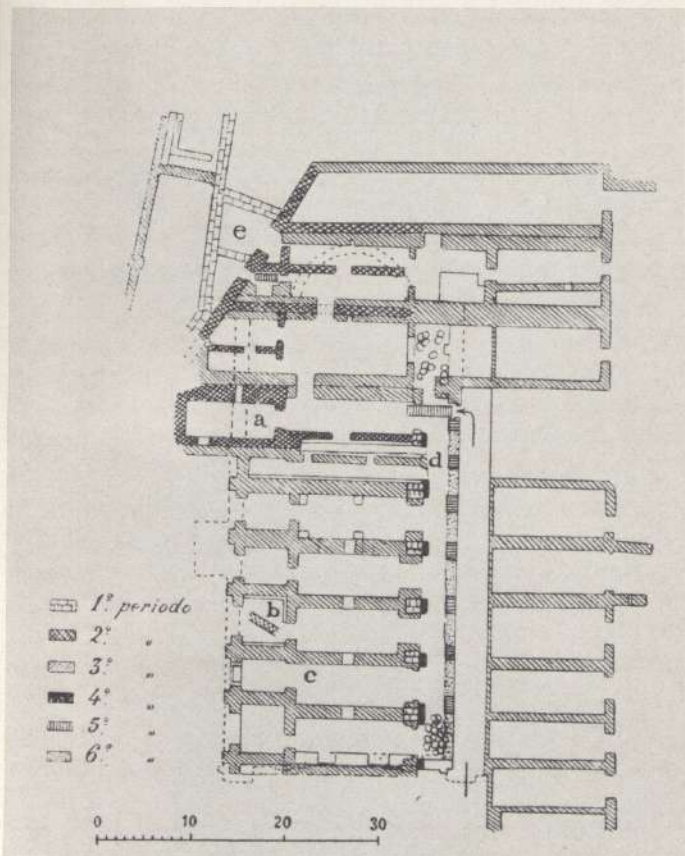 e
a
d
b
c
1.º periodo
2.º "
3.º "
4.º "
5.º "
6.º "
0 10 20 30